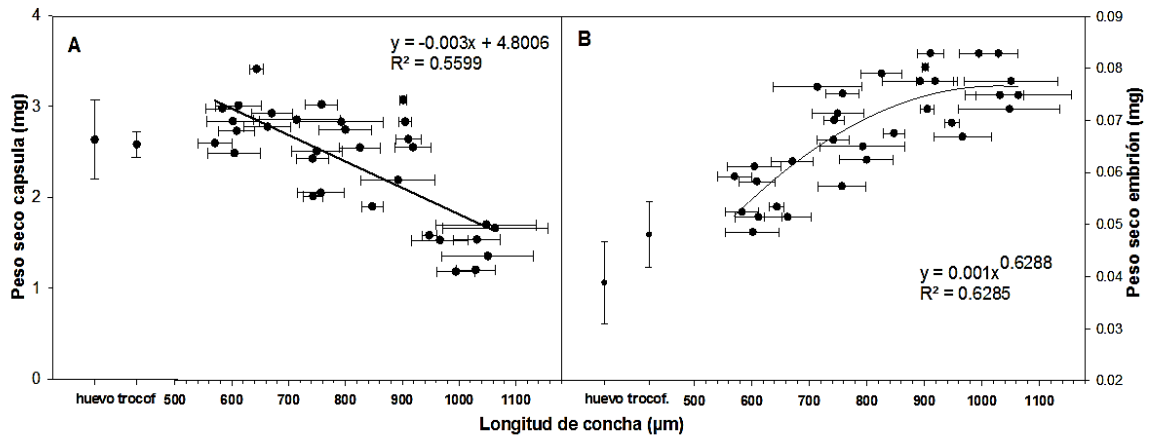 4
3
2
1
0
Peso seco capsula (mg)
A
y = -0.003x + 4.8006
R² = 0.5599
huevo trocof. 500 600 700 800 900 1000 1100
B
y = 0.001x^0.6288
R² = 0.6285
huevo trocof. 500 600 700 800 900 1000 1100
0.09
0.08
0.07
0.06
0.05
0.04
0.03
0.02
Peso seco embrión (mg)
Longitud de concha (µm)